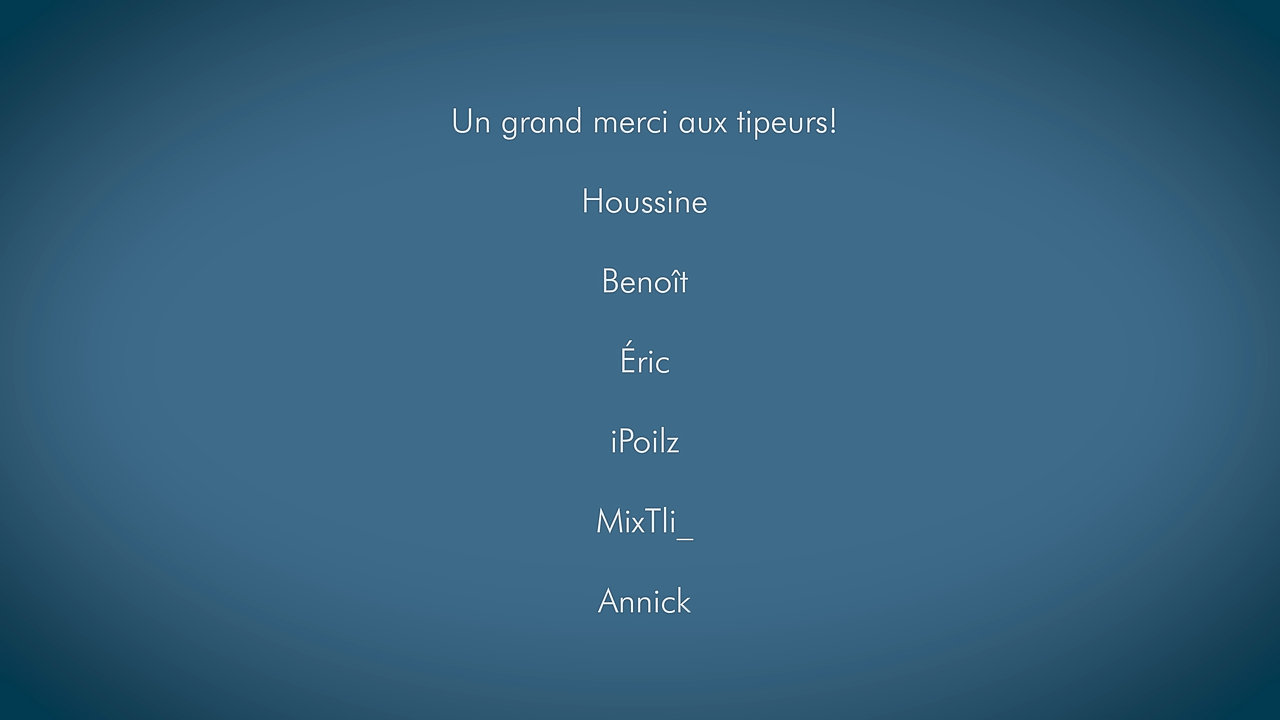 Un grand merci aux tipeurs!
Houssine
Benoît
Éric
iPoilz
MixTli_
Annick